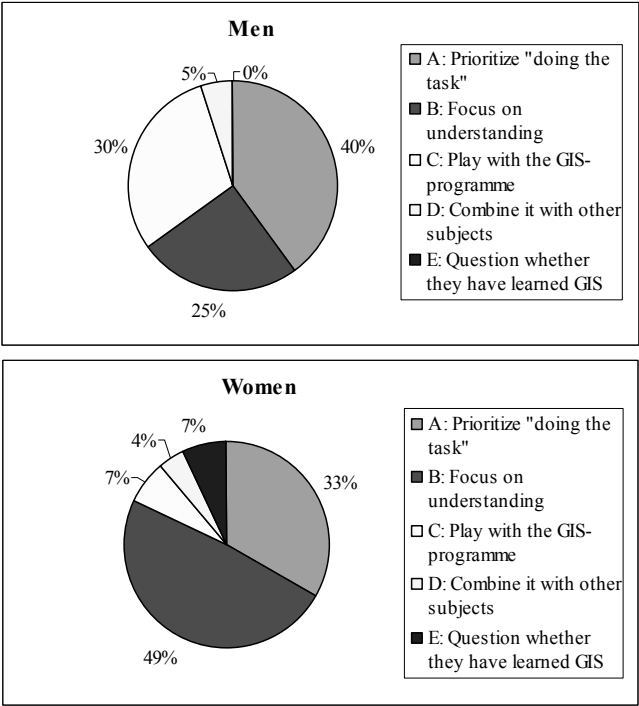 Men
5%
0%
30%
40%
25%
A: Prioritize "doing the
task"
B: Focus on
understanding
C: Play with the GIS-
programme
D: Combine it with other
subjects
E: Question whether
they have learned GIS
Women
4%
7%
7%
33%
49%
A: Prioritize "doing the
task"
B: Focus on
understanding
C: Play with the GIS-
programme
D: Combine it with other
subjects
E: Question whether
they have learned GIS